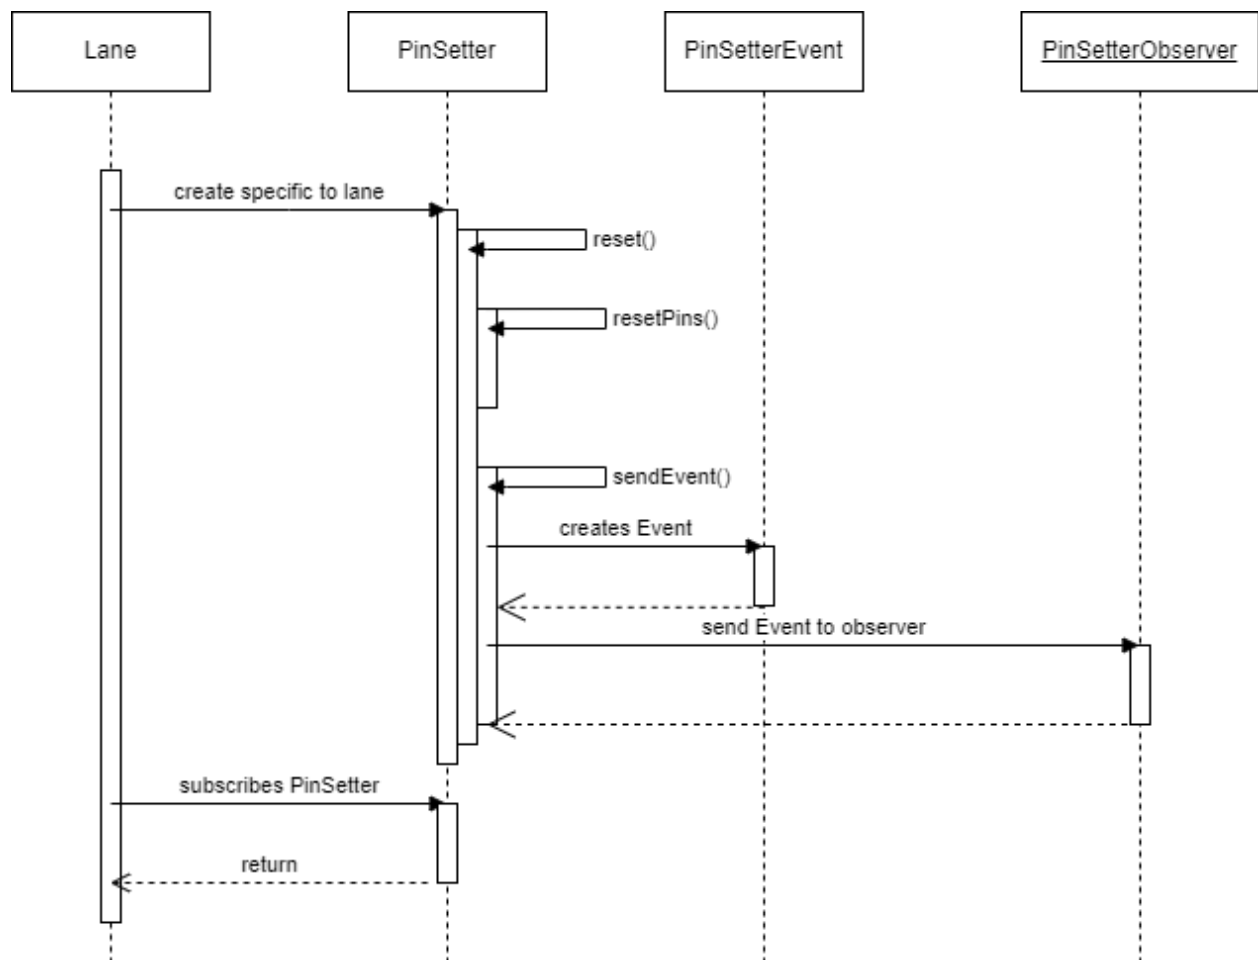 Lane
PinSetter
PinSetterEvent
PinSetterObserver
create specific to lane
reset()
resetPins()
sendEvent()
creates Event
send Event to observer
subscribes PinSetter
return